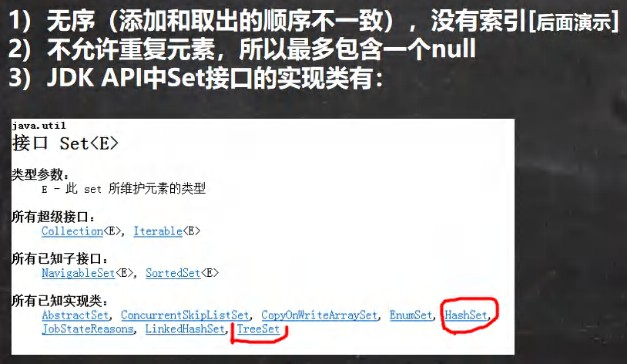 1）无序（添加和取出的顺序不一致），没有索引[后面演示]
2）不允许重复元素，所以最多包含一个null
3）JDK API中Set接口的实现类有：
java.util
接口 Set<E>
类型参数：
E - 此 set 所维护元素的类型
所有超级接口：
Collection<E>, Iterable<E>
所有已知子接口：
NavigableSet<E>, SortedSet<E>
所有已知实现类：
AbstractSet, ConcurrentSkipListSet, CopyOnWriteArraySet, EnumSet, HashSet,
JobStateReasons, LinkedHashSet, TreeSet